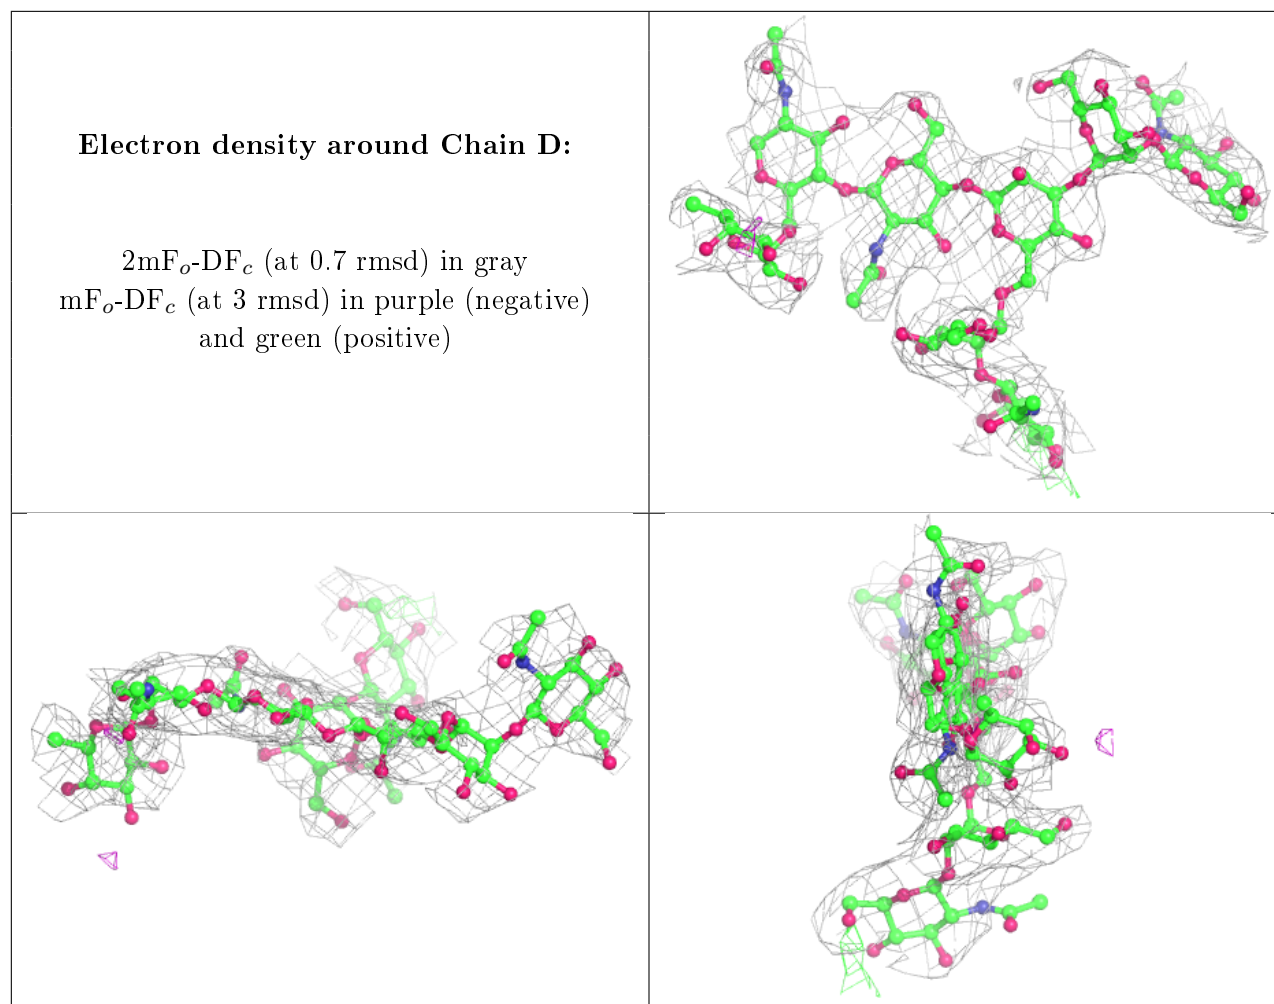 Electron density around Chain D:
2mFo-DFc (at 0.7 rmsd) in gray
mFo-DFc (at 3 rmsd) in purple (negative)
and green (positive)